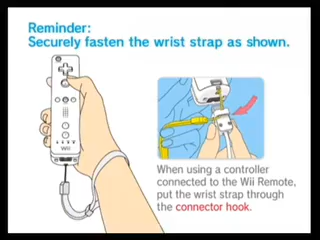 Reminder:
Securely fasten the wrist strap as shown.
Wii
When using a controller
connected to the Wii Remote,
put the wrist strap through
the connector hook.